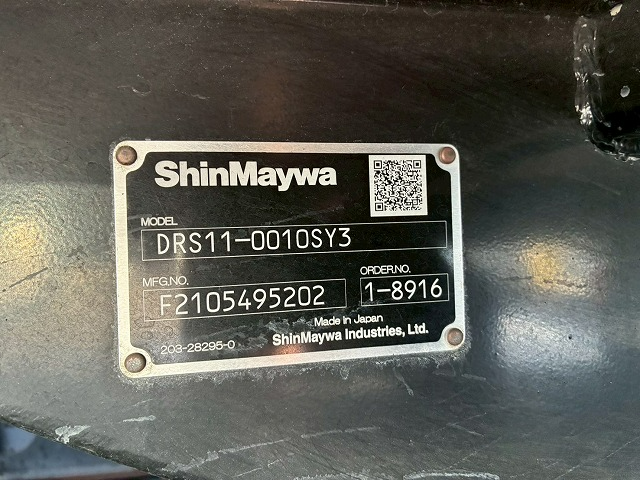 ShinMaywa
MODEL
DRS11-0010SY3
MFG.NO. ORDER.NO.
F2105495202 1-8916
Made in Japan
203-28295-0 ShinMaywa Industries, Ltd.